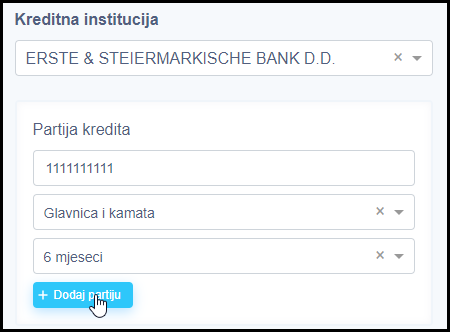 Kreditna institucija
ERSTE & STEIERMARKISCHE BANK D.D.
Partija kredita
1111111111
Glavnica i kamata
6 mjeseci
+ Dodaj partiju